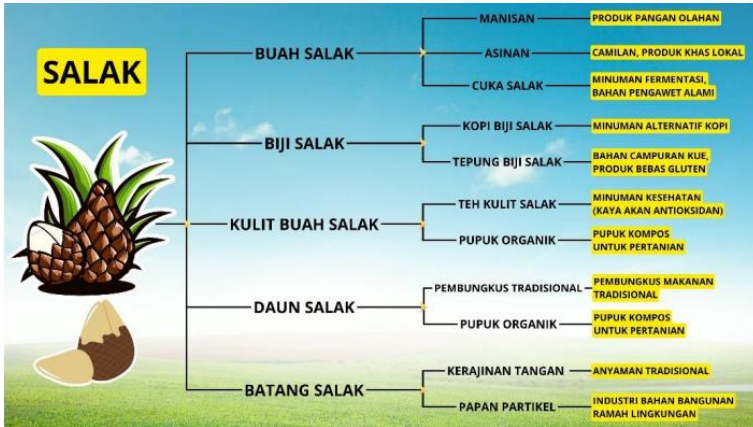 SALAK
BUAH SALAK
MANISAN
PRODUK PANGAN OLAHAN
ASINAN
CAMILAN, PRODUK KHAS LOKAL
CUKA SALAK
MINUMAN FERMENTASI,
BAHAN PENGAWET ALAMI
BIJI SALAK
KOPI BIJI SALAK
MINUMAN ALTERNATIF KOPI
TEPUNG BIJI SALAK
BAHAN CAMPURAN KUE,
PRODUK BEBAS GLUTEN
KULIT BUAH SALAK
TEH KULIT SALAK
MINUMAN KESEHATAN
(KAYA AKAN ANTIOKSIDAN)
PUPUK ORGANIK
PUPUK KOMPOS
UNTUK PERTANIAN
DAUN SALAK
PEMBUNGKUS TRADISIONAL
PEMBUNGKUS MAKANAN
TRADISIONAL
PUPUK ORGANIK
PUPUK KOMPOS
UNTUK PERTANIAN
BATANG SALAK
KERAJINAN TANGAN
ANYAMAN TRADISIONAL
PAPAN PARTIKEL
INDUSTRI BAHAN BANGUNAN
RAMAH LINGKUNGAN